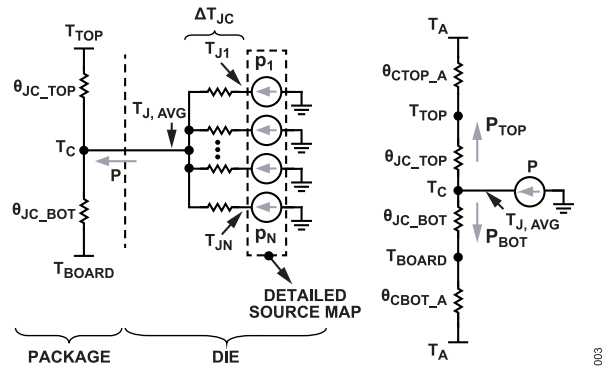 ΔT_JC
T_TOP
T_J1
p_1
θ_JC_TOP
T_J, AVG
T_C
P
θ_JC_BOT
T_JN
p_N
T_BOARD
DETAILED
SOURCE MAP
PACKAGE
DIE
T_A
θ_CTOP_A
T_TOP
P_TOP
θ_JC_TOP
P
T_C
T_J, AVG
θ_JC_BOT
P_BOT
T_BOARD
θ_CBOT_A
T_A
003